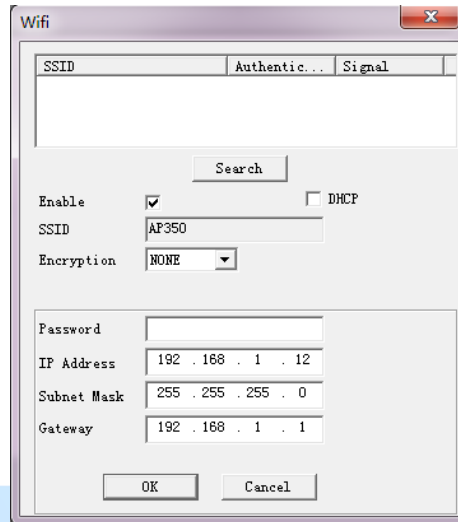 Wifi
SSID Authentic... Signal
Search
Enable DHCP
SSID AP350
Encryption NONE
Password
IP Address 192 . 168 . 1 . 12
Subnet Mask 255 . 255 . 255 . 0
Gateway 192 . 168 . 1 . 1
OK Cancel